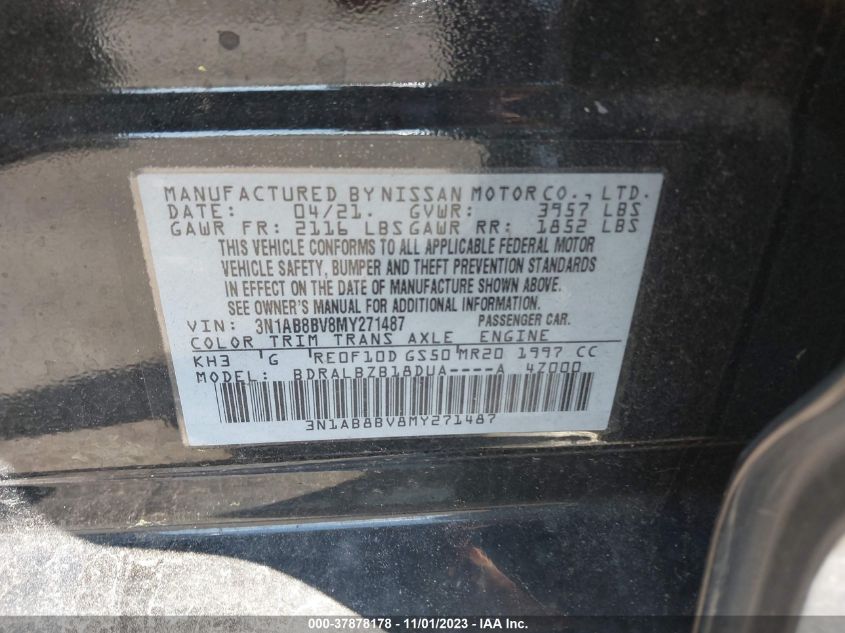 MANUFACTURED BY NISSAN MOTOR CO., LTD.
DATE: 04/21. GVWR: 3957 LBS
GAWR FR: 2116 LBS GAWR RR: 1852 LBS
THIS VEHICLE CONFORMS TO ALL APPLICABLE FEDERAL MOTOR
VEHICLE SAFETY, BUMPER AND THEFT PREVENTION STANDARDS
IN EFFECT ON THE DATE OF MANUFACTURE SHOWN ABOVE.
SEE OWNER'S MANUAL FOR ADDITIONAL INFORMATION.
VIN: 3N1AB8BV8MY271487 PASSENGER CAR.
COLOR TRIM TRANS AXLE ENGINE
KH3 G RE0F10D GS50 MR20 1997 CC
MODEL: BDRALBZB18DUA----A 4Z000
3N1AB8BV8MY271487
000-37878178 - 11/01/2023 - IAA Inc.